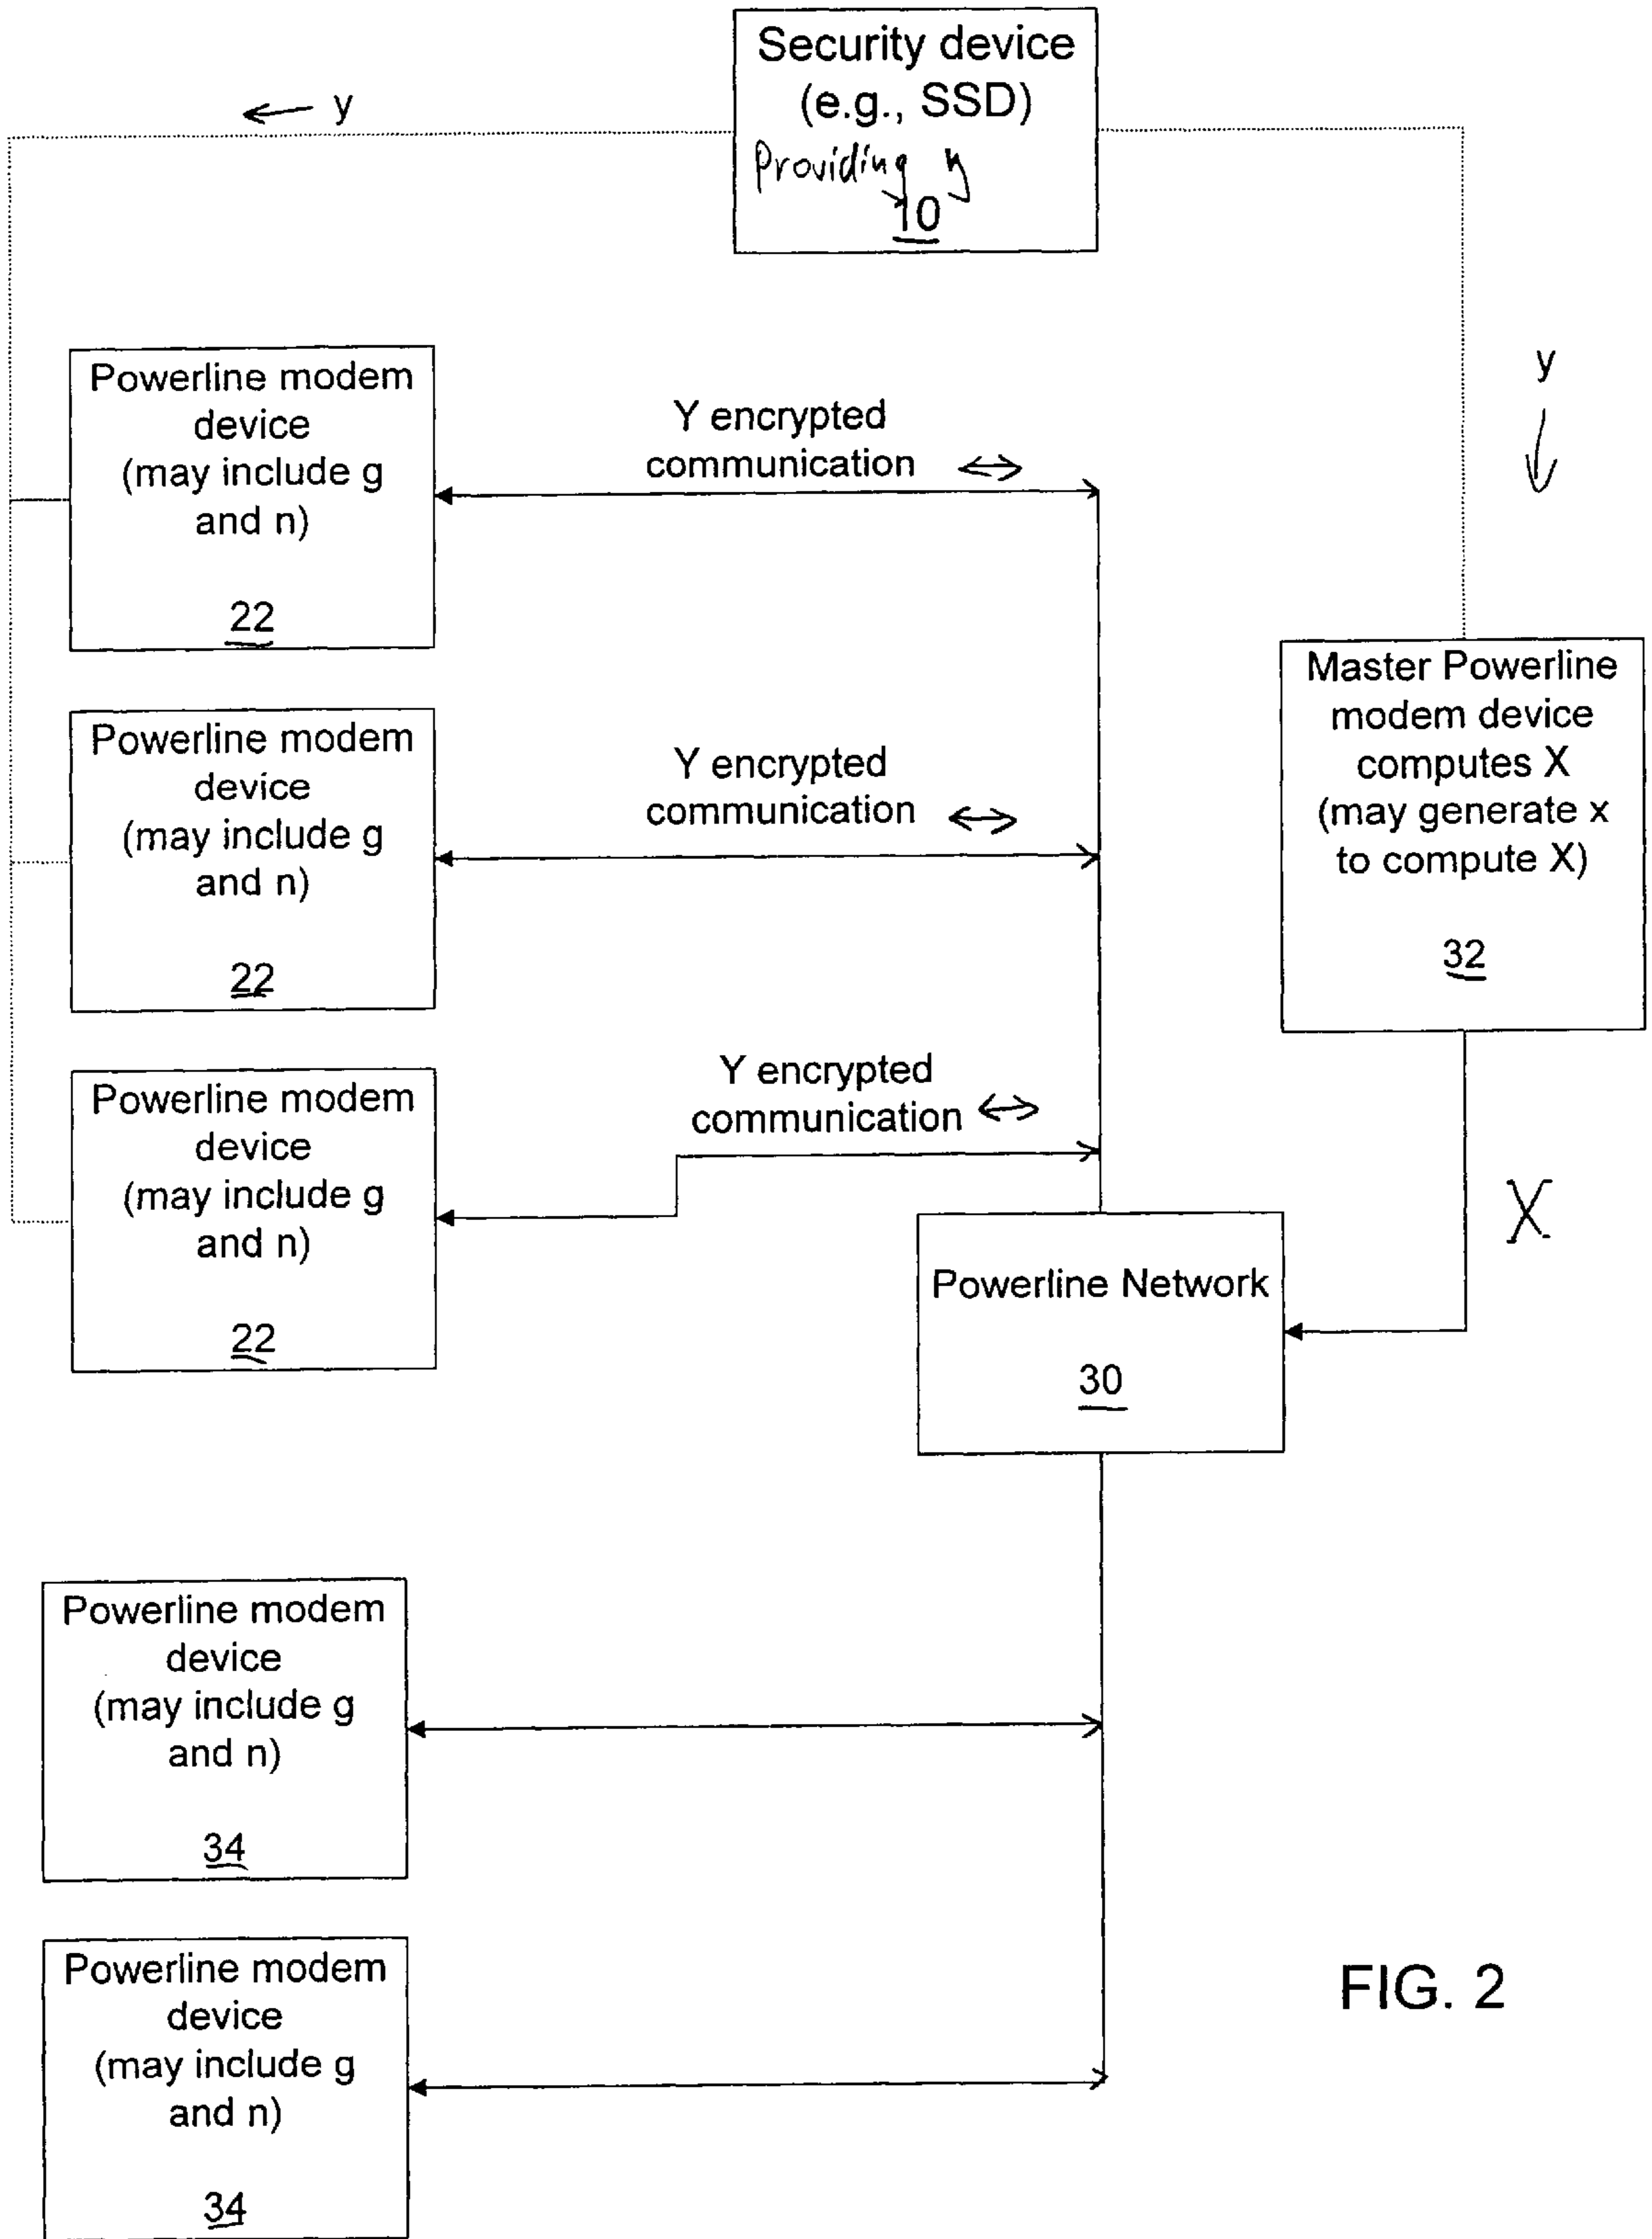 Security device
(e.g., SSD)
Providing y
10
← y
Powerline modem
device
(may include g
and n)
22
Y encrypted
communication ↔
y
Powerline modem
device
(may include g
and n)
22
Y encrypted
communication ↔
Master Powerline
modem device
computes X
(may generate x
to compute X)
32
Powerline modem
device
(may include g
and n)
22
Y encrypted
communication ↔
X
Powerline Network
30
Powerline modem
device
(may include g
and n)
34
Powerline modem
device
(may include g
and n)
34
FIG. 2